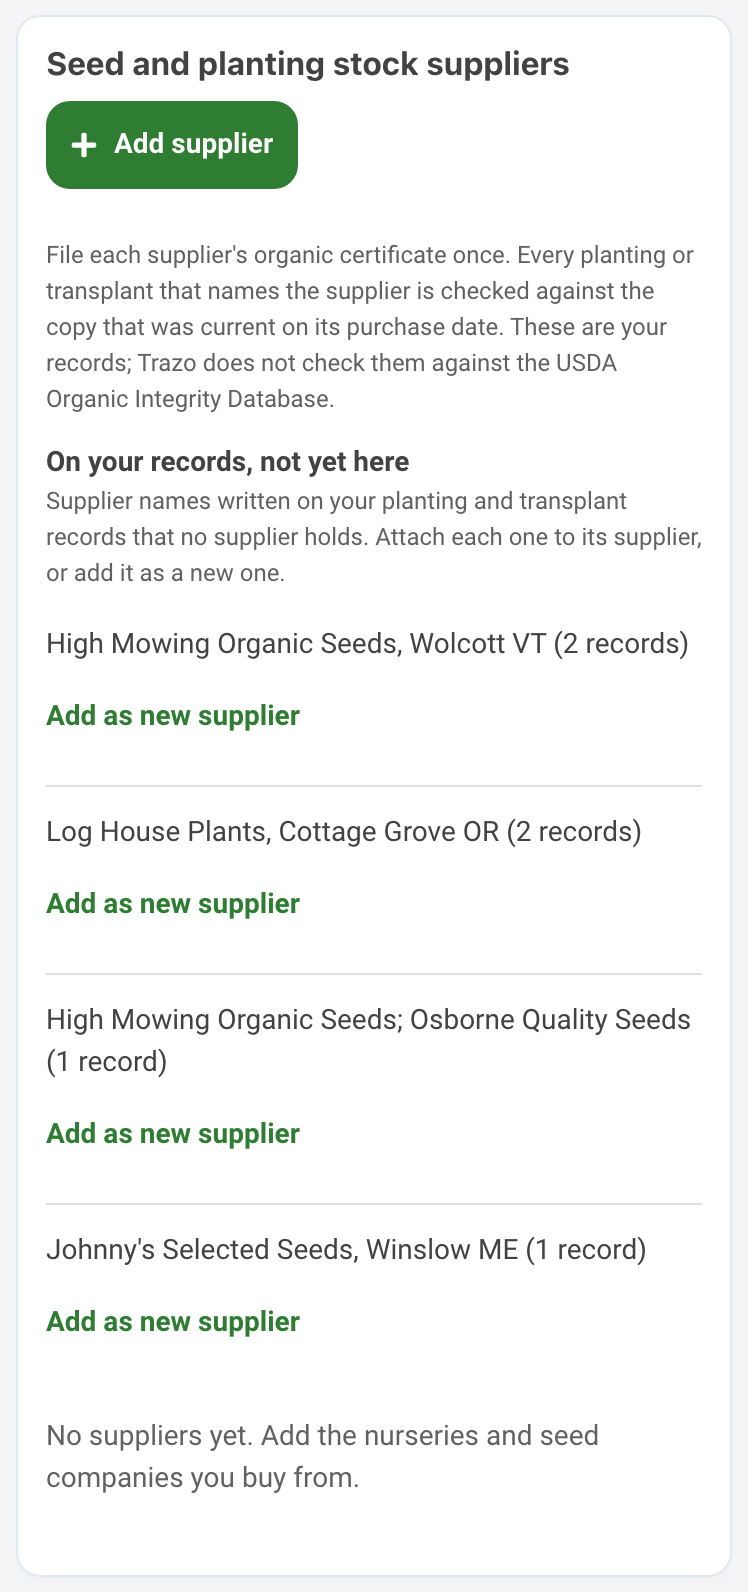 Seed and planting stock suppliers
+ Add supplier
File each supplier's organic certificate once. Every planting or
transplant that names the supplier is checked against the
copy that was current on its purchase date. These are your
records; Trazo does not check them against the USDA
Organic Integrity Database.
On your records, not yet here
Supplier names written on your planting and transplant
records that no supplier holds. Attach each one to its supplier,
or add it as a new one.
High Mowing Organic Seeds, Wolcott VT (2 records)
Add as new supplier
Log House Plants, Cottage Grove OR (2 records)
Add as new supplier
High Mowing Organic Seeds; Osborne Quality Seeds
(1 record)
Add as new supplier
Johnny's Selected Seeds, Winslow ME (1 record)
Add as new supplier
No suppliers yet. Add the nurseries and seed
companies you buy from.